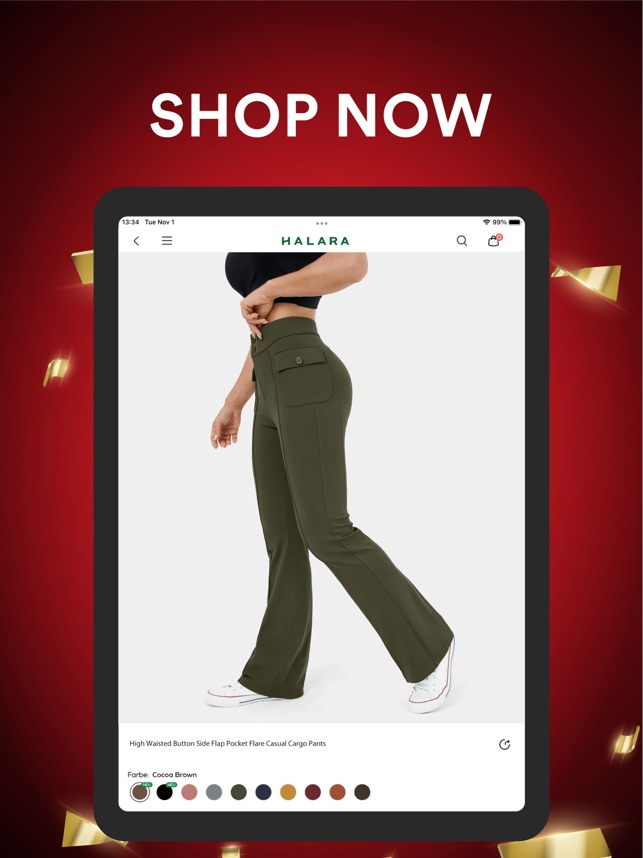 SHOP NOW
13:34 Tue Nov 1
99%
HALARA
High Waisted Button Side Flap Pocket Flare Casual Cargo Pants
Farbe: Cocoa Brown